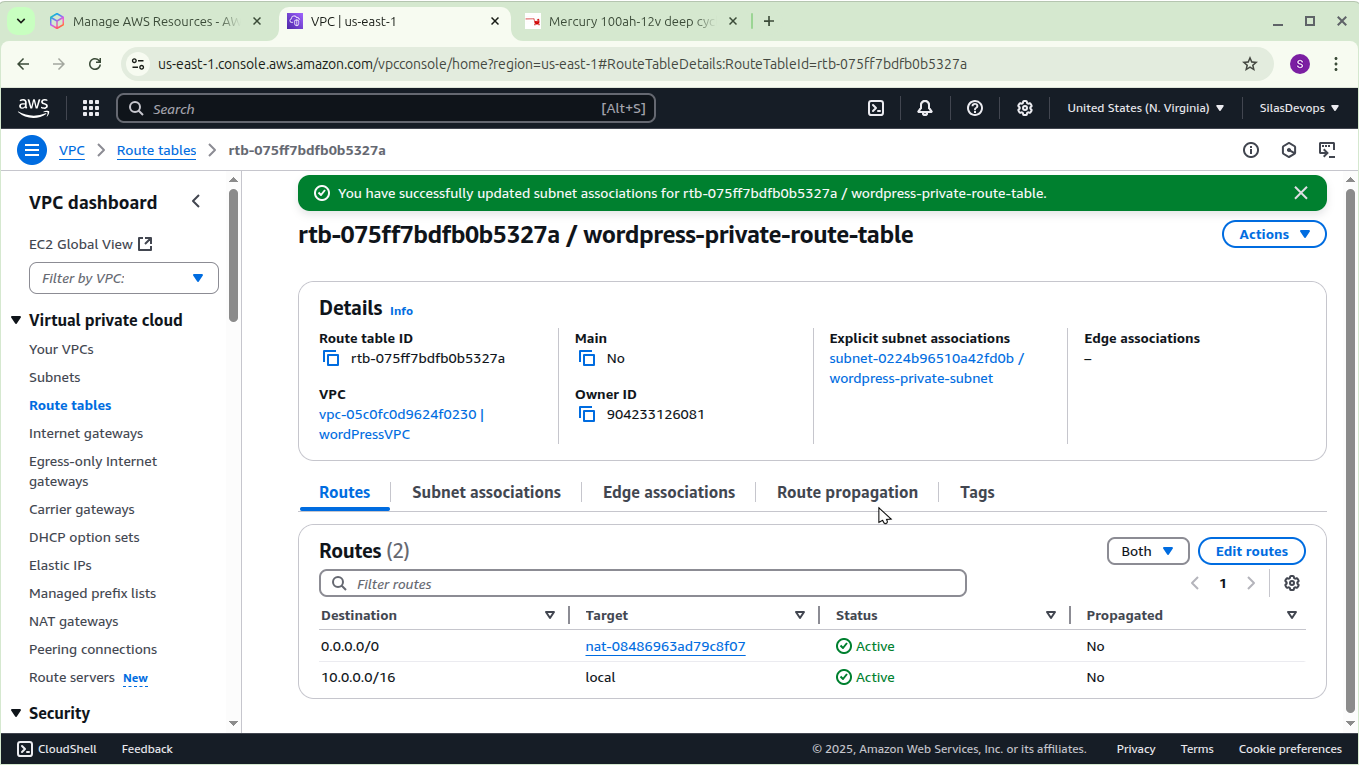 Manage AWS Resources - AW
VPC | us-east-1
Mercury 100ah-12v deep cyc
us-east-1.console.aws.amazon.com/vpcconsole/home?region=us-east-1#RouteTableDetails:RouteTableId=rtb-075ff7bdfb0b5327a
S
aws
Search
[Alt+S]
United States (N. Virginia)
SilasDevops
VPC
Route tables
rtb-075ff7bdfb0b5327a
VPC dashboard
EC2 Global View
Filter by VPC:
Virtual private cloud
Your VPCs
Subnets
Route tables
Internet gateways
Egress-only Internet
gateways
Carrier gateways
DHCP option sets
Elastic IPs
Managed prefix lists
NAT gateways
Peering connections
Route servers New
Security
You have successfully updated subnet associations for rtb-075ff7bdfb0b5327a / wordpress-private-route-table.
rtb-075ff7bdfb0b5327a / wordpress-private-route-table
Actions
Details Info
Route table ID
rtb-075ff7bdfb0b5327a
VPC
vpc-05c0fc0d9624f0230 |
wordPressVPC
Main
No
Owner ID
904233126081
Explicit subnet associations
subnet-0224b96510a42fd0b /
wordpress-private-subnet
Edge associations
–
Routes
Subnet associations
Edge associations
Route propagation
Tags
Routes (2)
Both
Edit routes
Filter routes
1
Destination Target Status Propagated
0.0.0.0/0 nat-08486963ad79c8f07 Active No
10.0.0.0/16 local Active No
CloudShell
Feedback
© 2025, Amazon Web Services, Inc. or its affiliates.
Privacy
Terms
Cookie preferences